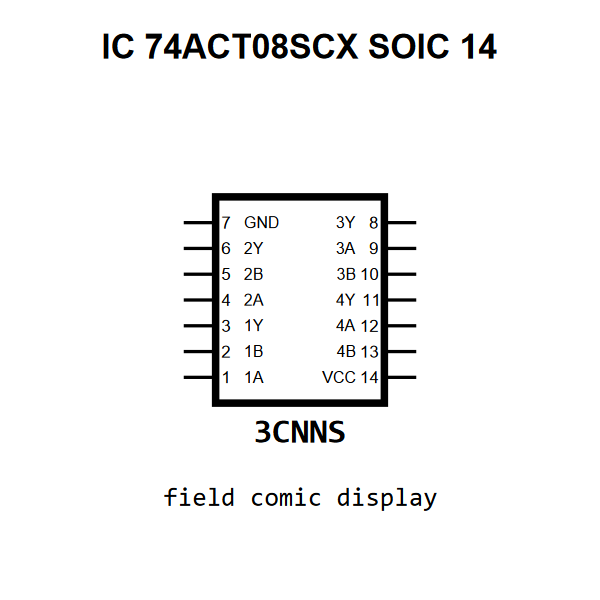 IC 74ACT08SCX SOIC 14
7 GND 3Y 8
6 2Y 3A 9
5 2B 3B 10
4 2A 4Y 11
3 1Y 4A 12
2 1B 4B 13
1 1A VCC 14
3CNNS
field comic display